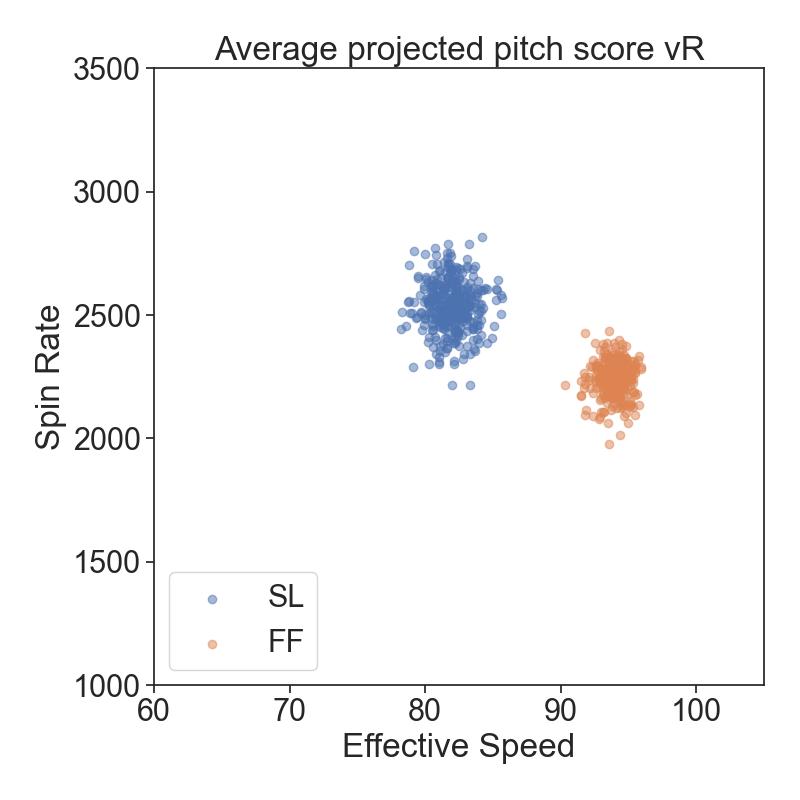 Average projected pitch score vR
3500
3000
2500
2000
1500
1000
Spin Rate
SL
FF
60 70 80 90 100
Effective Speed